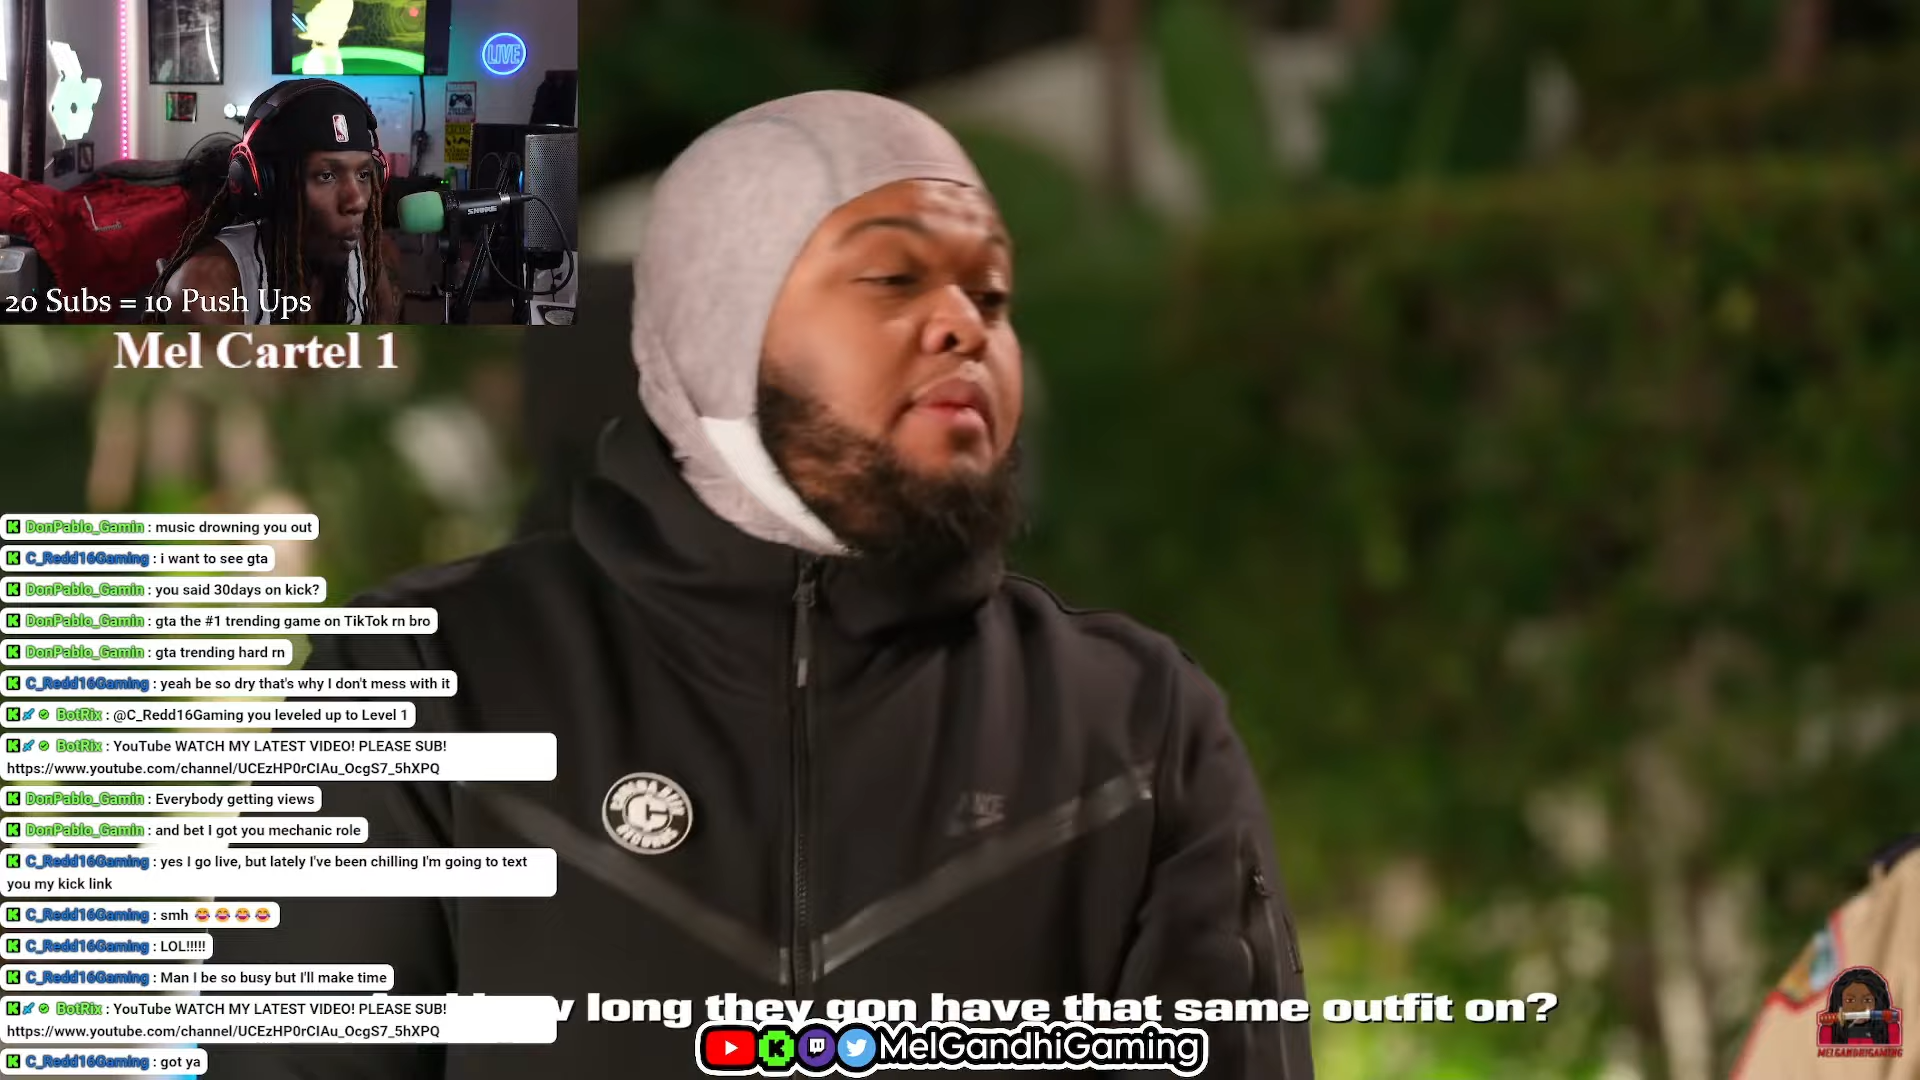 LIVE
SHURE
20 Subs = 10 Push Ups
Mel Cartel 1
DonPablo_Gamin : music drowning you out
C_Redd16Gaming : i want to see gta
DonPablo_Gamin : you said 30days on kick?
DonPablo_Gamin : gta the #1 trending game on TikTok rn bro
DonPablo_Gamin : gta trending hard rn
C_Redd16Gaming : yeah be so dry that's why I don't mess with it
BotRix : @C_Redd16Gaming you leveled up to Level 1
BotRix : YouTube WATCH MY LATEST VIDEO! PLEASE SUB!
https://www.youtube.com/channel/UCEzHP0rCIAu_OcgS7_5hXPQ
DonPablo_Gamin : Everybody getting views
DonPablo_Gamin : and bet I got you mechanic role
C_Redd16Gaming : yes I go live, but lately I've been chilling I'm going to text
you my kick link
C_Redd16Gaming : smh 😂 😂 😂 😂
C_Redd16Gaming : LOL!!!!!
C_Redd16Gaming : Man I be so busy but I'll make time
BotRix : YouTube WATCH MY LATEST VIDEO! PLEASE SUB!
https://www.youtube.com/channel/UCEzHP0rCIAu_OcgS7_5hXPQ
C_Redd16Gaming : got ya
NIKE
long they gon have that same outfit on?
MelGandhiGaming
MELGANDHIGAMING